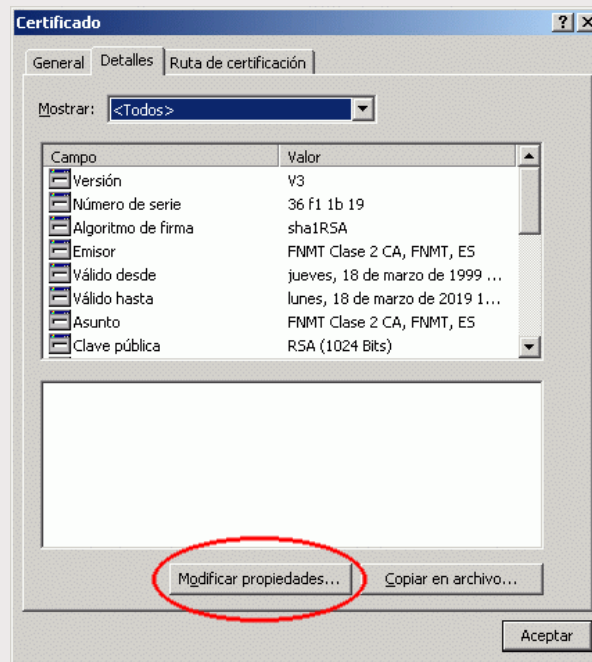 Certificado
General Detalles Ruta de certificación
Mostrar: <Todos>
Campo Valor
Versión V3
Número de serie 36 f1 1b 19
Algoritmo de firma sha1RSA
Emisor FNMT Clase 2 CA, FNMT, ES
Válido desde jueves, 18 de marzo de 1999 ...
Válido hasta lunes, 18 de marzo de 2019 1...
Asunto FNMT Clase 2 CA, FNMT, ES
Clave pública RSA (1024 Bits)
Modificar propiedades... Copiar en archivo...
Aceptar